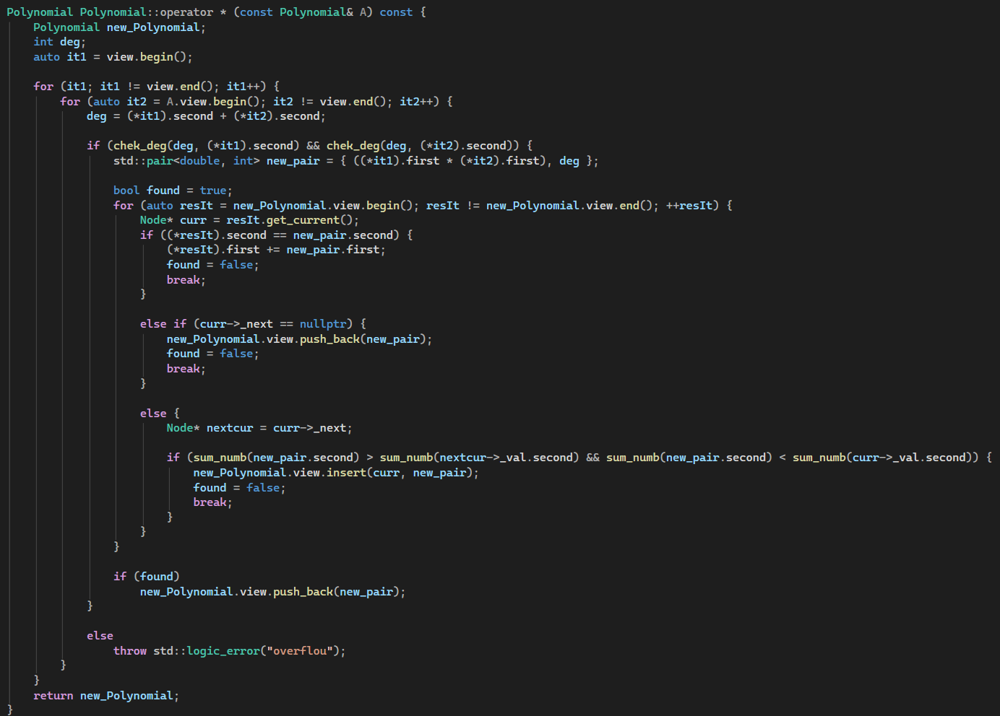 Polynomial Polynomial::operator * (const Polynomial& A) const {
    Polynomial new_Polynomial;
    int deg;
    auto it1 = view.begin();

    for (it1; it1 != view.end(); it1++) {
        for (auto it2 = A.view.begin(); it2 != view.end(); it2++) {
            deg = (*it1).second + (*it2).second;

            if (chek_deg(deg, (*it1).second) && chek_deg(deg, (*it2).second)) {
                std::pair<double, int> new_pair = { ((*it1).first * (*it2).first), deg };

                bool found = true;
                for (auto resIt = new_Polynomial.view.begin(); resIt != new_Polynomial.view.end(); ++resIt) {
                    Node* curr = resIt.get_current();
                    if ((*resIt).second == new_pair.second) {
                        (*resIt).first += new_pair.first;
                        found = false;
                        break;
                    }

                    else if (curr->_next == nullptr) {
                        new_Polynomial.view.push_back(new_pair);
                        found = false;
                        break;
                    }

                    else {
                        Node* nextcur = curr->_next;

                        if (sum_numb(new_pair.second) > sum_numb(nextcur->_val.second) && sum_numb(new_pair.second) < sum_numb(curr->_val.second)) {
                            new_Polynomial.view.insert(curr, new_pair);
                            found = false;
                            break;
                        }
                    }
                }

                if (found)
                    new_Polynomial.view.push_back(new_pair);
            }

            else
                throw std::logic_error("overflou");
        }
    }
    return new_Polynomial;
}